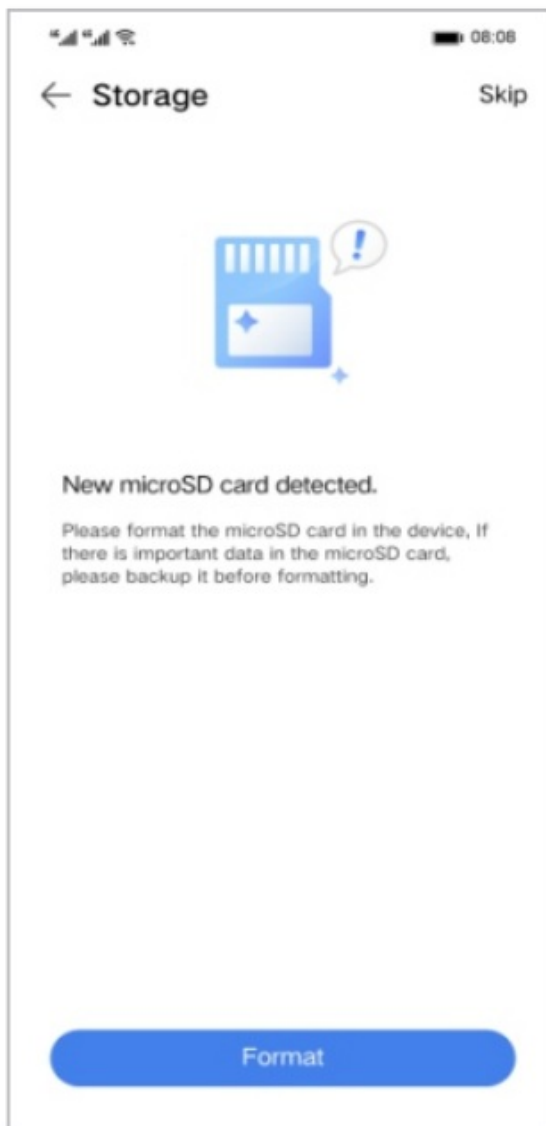 08:08
Storage
Skip
!
New microSD card detected.
Please format the microSD card in the device, If
there is important data in the microSD card,
please backup it before formatting.
Format